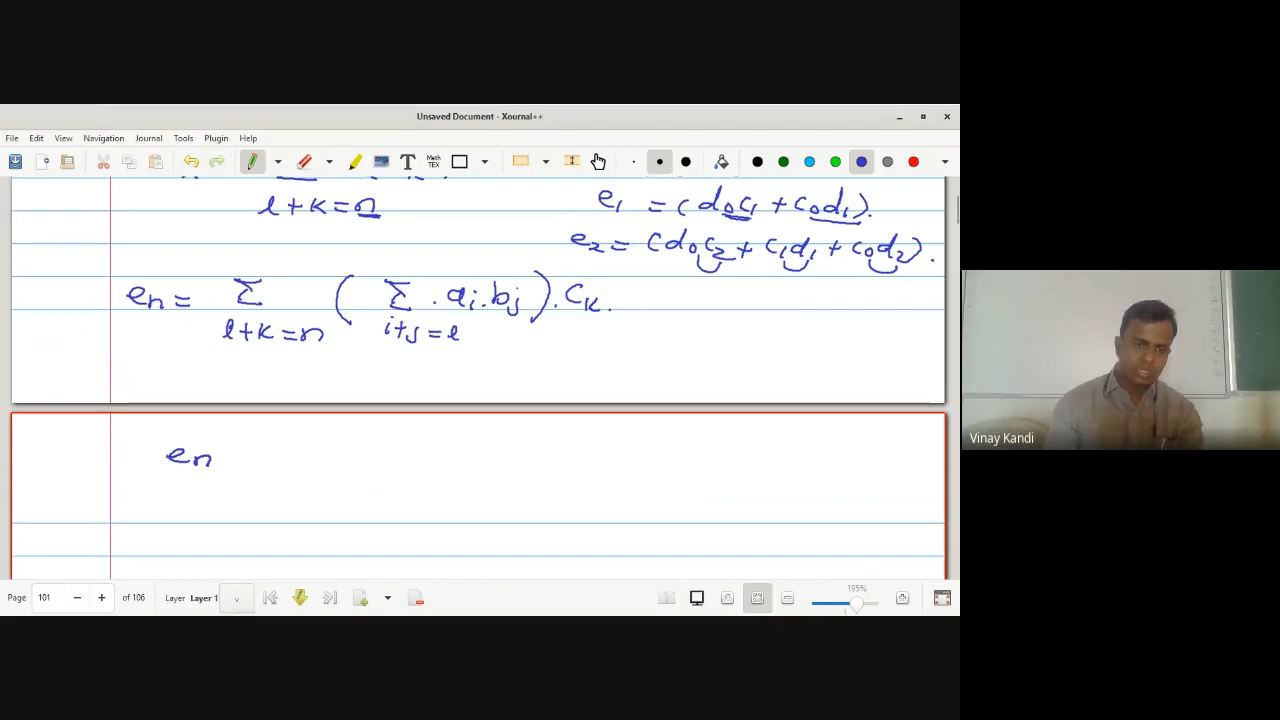 Unsaved Document - Xournal++
File Edit View Navigation Journal Tools Plugin Help
l + k = n
e₁ = (d₀c₁ + c₀d₁).
e₂ = (d₀c₂ + c₁d₁ + c₀d₂).
eₙ = Σ ( Σ . aᵢ.bⱼ ) . cₖ.
l + k = n i + j = l
eₙ
Vinay Kandi
Page 101 of 106 Layer Layer 1 195%